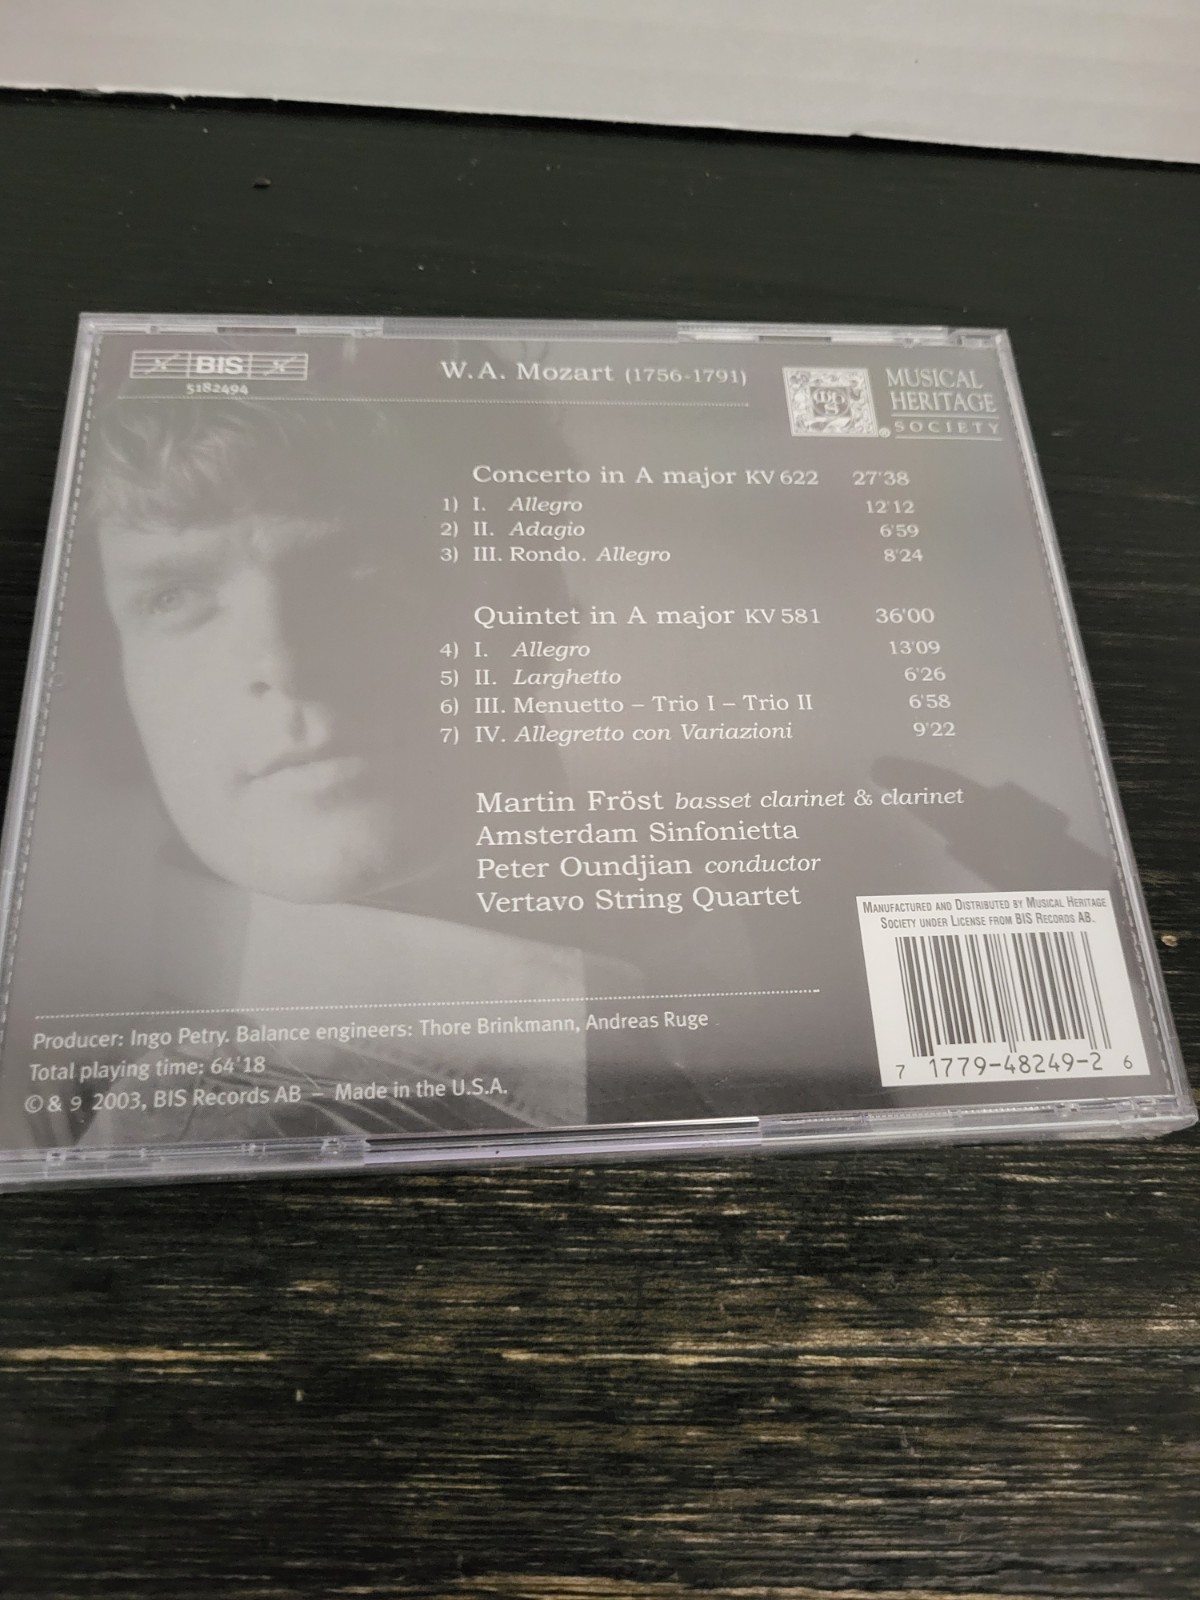 BIS
5182494
W.A. Mozart (1756-1791)
MUSICAL
HERITAGE
SOCIETY
Concerto in A major KV 622 27'38
1) I. Allegro 12'12
2) II. Adagio 6'59
3) III. Rondo. Allegro 8'24
Quintet in A major KV 581 36'00
4) I. Allegro 13'09
5) II. Larghetto 6'26
6) III. Menuetto – Trio I – Trio II 6'58
7) IV. Allegretto con Variazioni 9'22
Martin Fröst basset clarinet & clarinet
Amsterdam Sinfonietta
Peter Oundjian conductor
Vertavo String Quartet
MANUFACTURED AND DISTRIBUTED BY MUSICAL HERITAGE
SOCIETY UNDER LICENSE FROM BIS RECORDS AB.
7 1779-48249-2 6
Producer: Ingo Petry. Balance engineers: Thore Brinkmann, Andreas Ruge
Total playing time: 64'18
© & 9 2003, BIS Records AB – Made in the U.S.A.